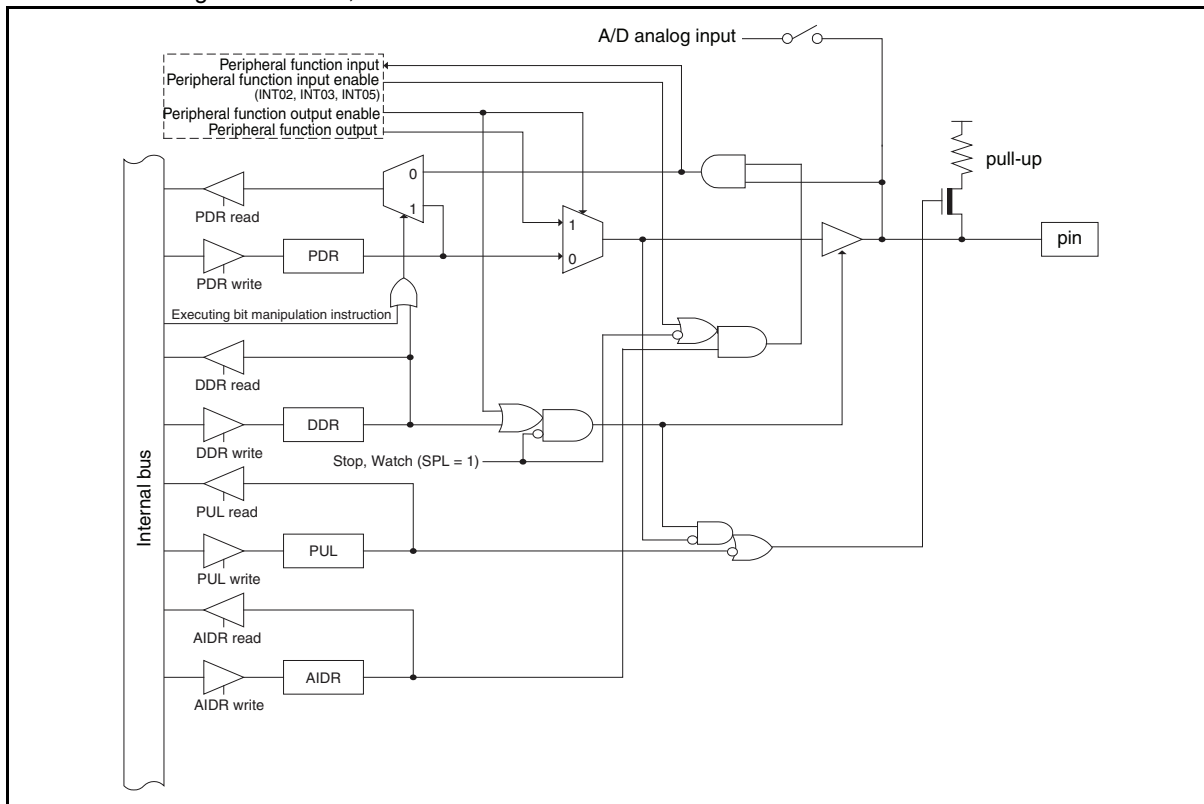 A/D analog input
Peripheral function input
Peripheral function input enable
(INT02, INT03, INT05)
Peripheral function output enable
Peripheral function output
pull-up
0
1
PDR read
1
0
pin
PDR
PDR write
Executing bit manipulation instruction
DDR read
DDR
DDR write
Stop, Watch (SPL = 1)
PUL read
Internal bus
PUL
PUL write
AIDR read
AIDR
AIDR write